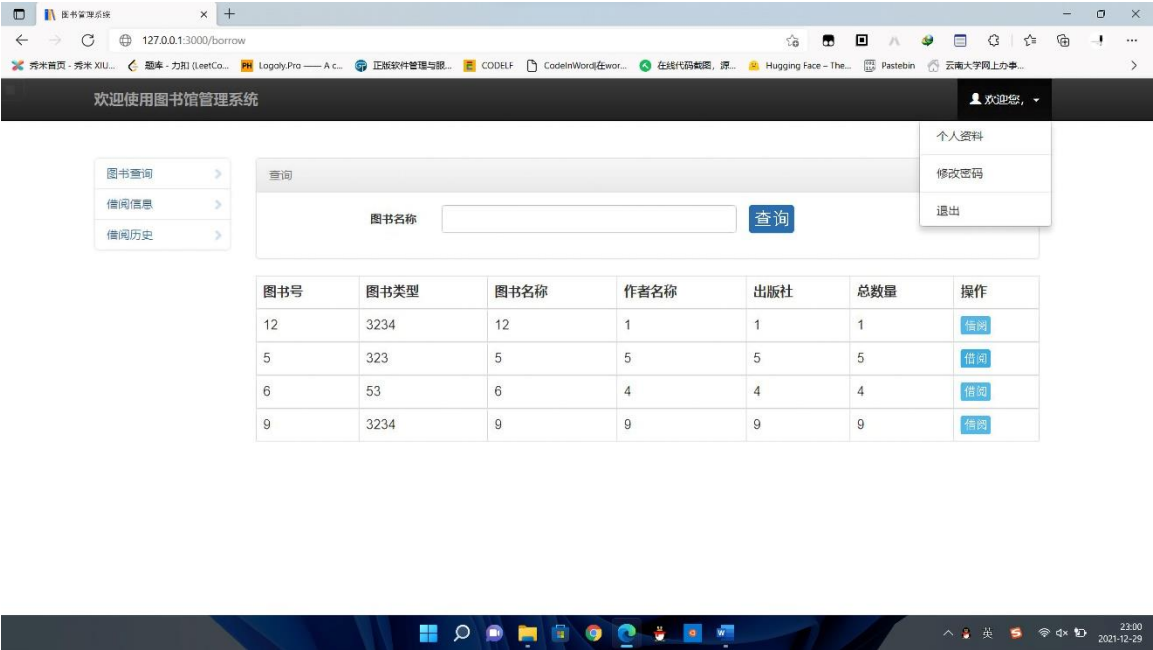 图书管理系统
127.0.0.1:3000/borrow
秀米首页 - 秀米 XIU... 题库 - 力扣 (LeetCo... Logoly.Pro —— A c... 正版软件管理与服... CODELF CodeInWord|在wor... 在线代码截图，源... Hugging Face – The... Pastebin 云南大学网上办事...
欢迎使用图书馆管理系统 欢迎您，
个人资料
修改密码
退出
图书查询
借阅信息
借阅历史
查询
图书名称 查询
图书号 图书类型 图书名称 作者名称 出版社 总数量 操作
12 3234 12 1 1 1 借阅
5 323 5 5 5 5 借阅
6 53 6 4 4 4 借阅
9 3234 9 9 9 9 借阅
英 23:00
2021-12-29